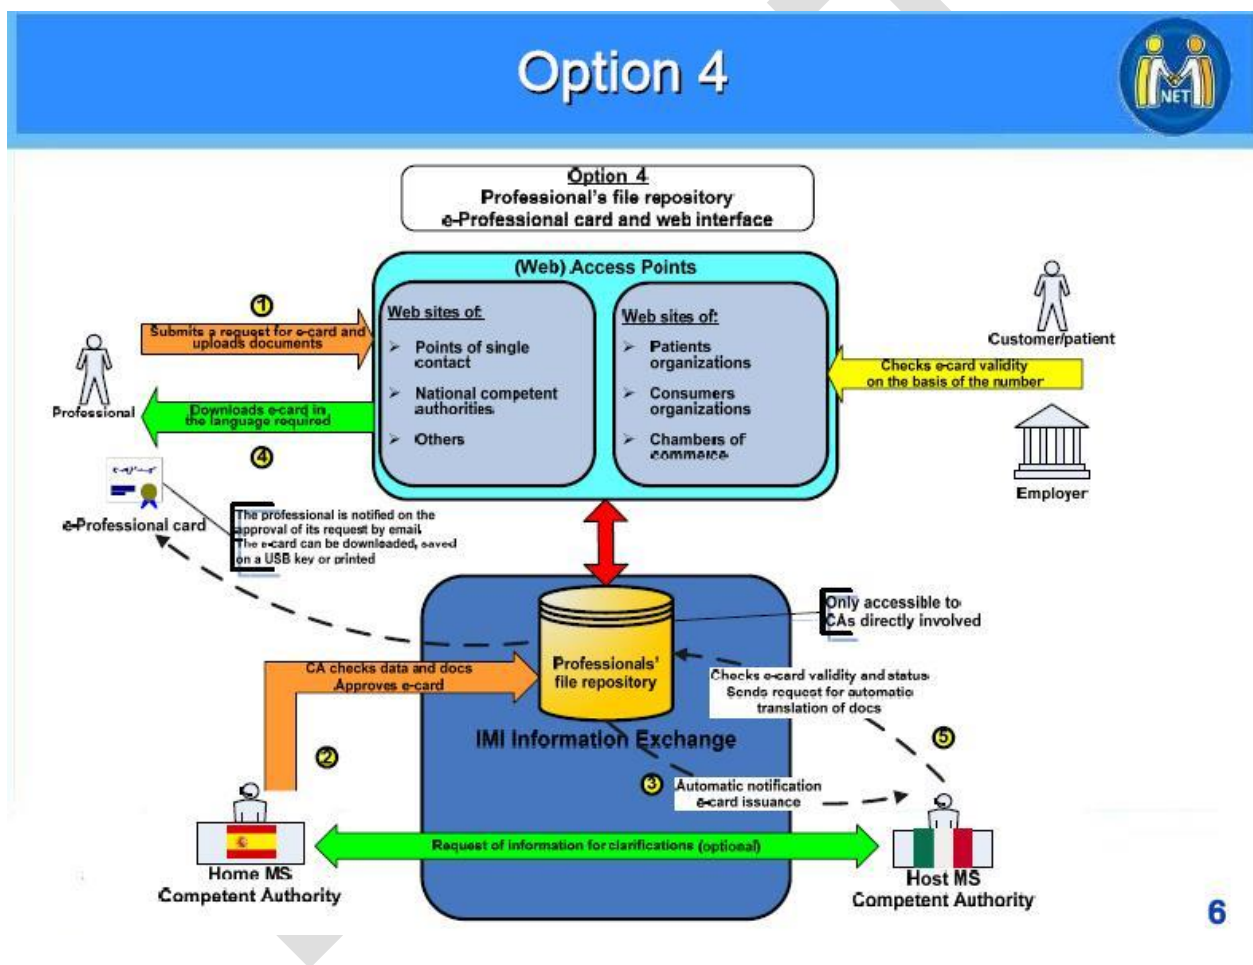 Option 4
NET
Option 4
Professional's file repository
e-Professional card and web interface
(Web) Access Points
Web sites of:
Points of single
contact
National competent
authorities
Others
Web sites of:
Patients
organizations
Consumers
organizations
Chambers of
commerce
1
Submits a request for e-card and
uploads documents
Professional
Downloads e-card in
the language required
4
e-Professional card
The professional is notified on the
approval of its request by email.
The e-card can be downloaded, saved
on a USB key or printed
Customer/patient
Checks e-card validity
on the basis of the number
Employer
Only accessible to
CAs directly involved
CA checks data and docs
Approves e-card
Professionals'
file repository
Checks e-card validity and status
Sends request for automatic
translation of docs
IMI Information Exchange
2
3
5
Automatic notification
e-card issuance
Request of information for clarifications (optional)
Home MS
Competent Authority
Host MS
Competent Authority
6